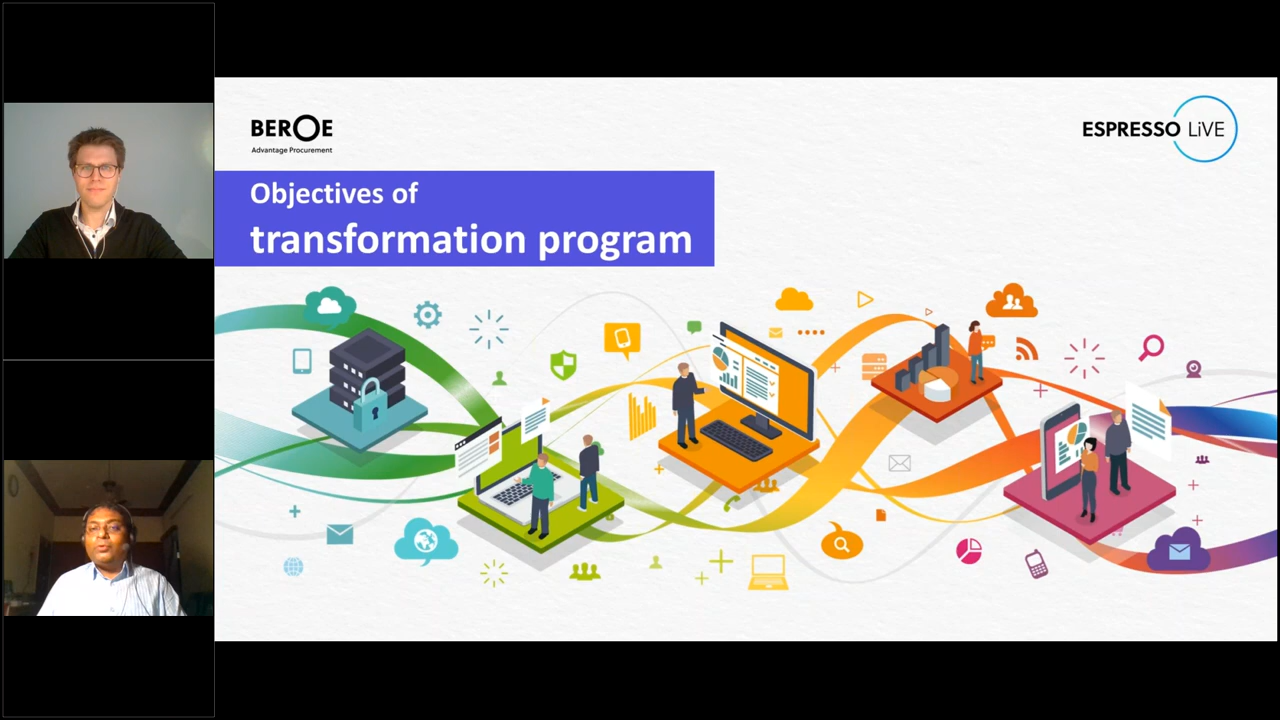 BEROE
Advantage Procurement
ESPRESSO LiVE
Objectives of
transformation program